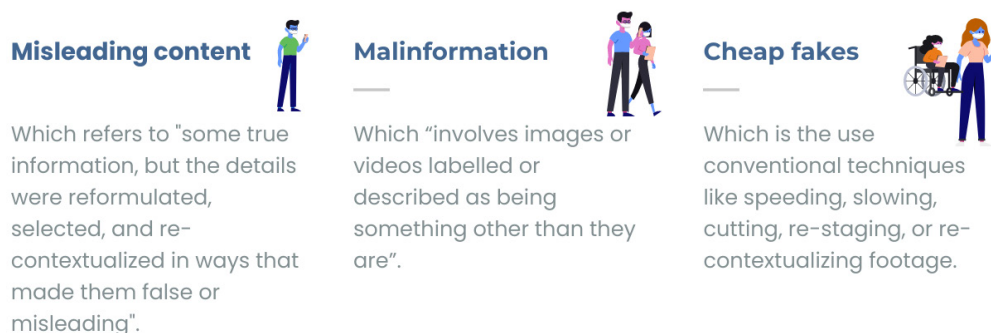 Misleading content
Which refers to "some true
information, but the details
were reformulated,
selected, and re-
contextualized in ways that
made them false or
misleading".
Malinformation
Which “involves images or
videos labelled or
described as being
something other than they
are”.
Cheap fakes
Which is the use
conventional techniques
like speeding, slowing,
cutting, re-staging, or re-
contextualizing footage.